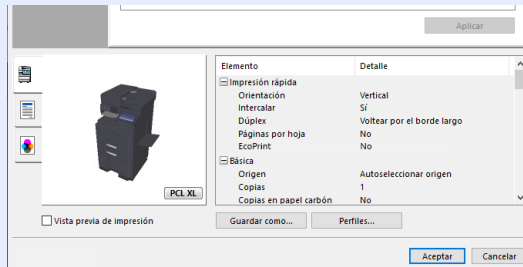 Aplicar
Elemento Detalle
Impresión rápida
Orientación Vertical
Intercalar Sí
Dúplex Voltear por el borde largo
Páginas por hoja No
EcoPrint No
Básica
Origen Autoseleccionar origen
Copias 1
Copias en papel carbón No
PCL XL
Vista previa de impresión Guardar como... Perfiles...
Aceptar Cancelar